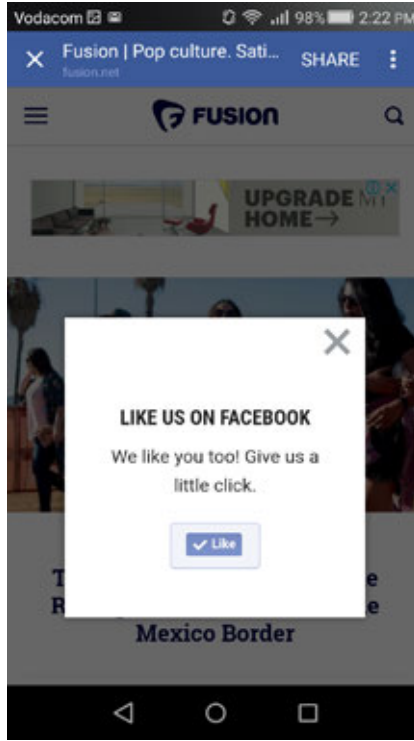 Vodacom 98% 2:22 PM
Fusion | Pop culture. Sati... SHARE
fusion.net
FUSION
UPGRADE MY
HOME→
LIKE US ON FACEBOOK
We like you too! Give us a
little click.
Like
T e
R e
Mexico Border